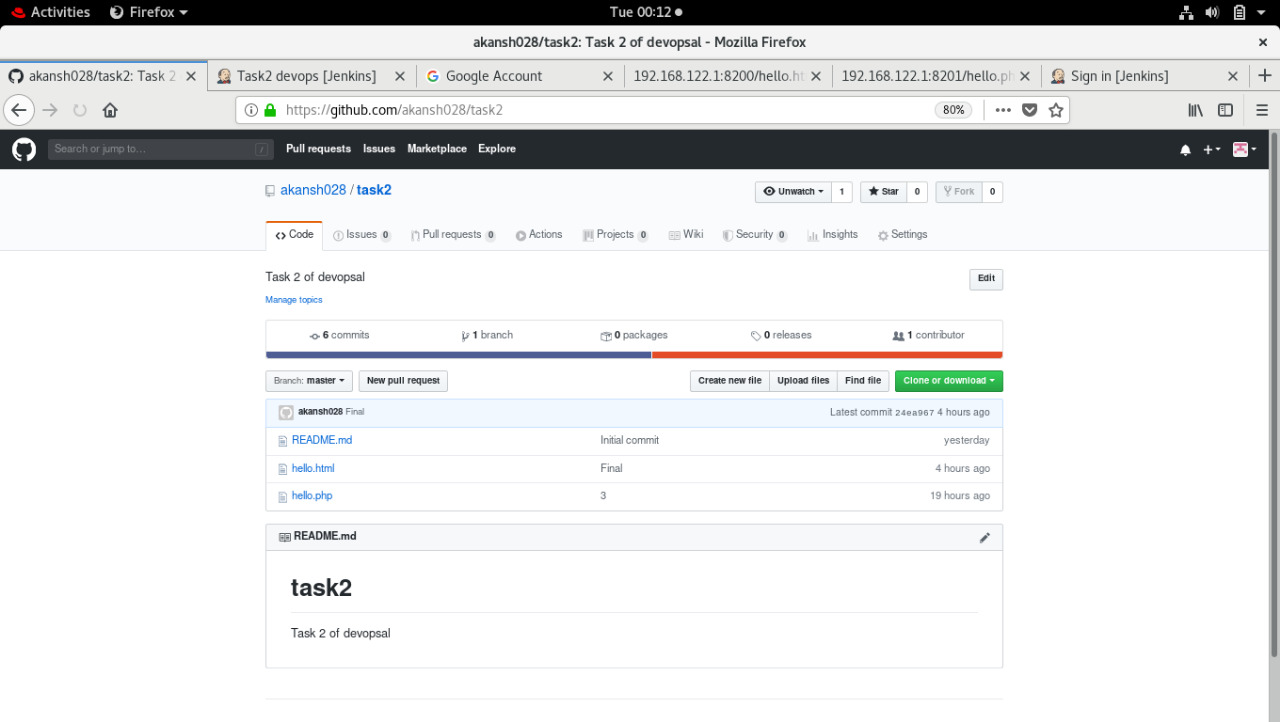 Activities Firefox Tue 00:12
akansh028/task2: Task 2 of devopsal - Mozilla Firefox
akansh028/task2: Task 2 Task2 devops [Jenkins] Google Account 192.168.122.1:8200/hello.ht 192.168.122.1:8201/hello.ph Sign in [Jenkins]
https://github.com/akansh028/task2 80%
Search or jump to... / Pull requests Issues Marketplace Explore
akansh028 / task2 Unwatch 1 Star 0 Fork 0
Code Issues 0 Pull requests 0 Actions Projects 0 Wiki Security 0 Insights Settings
Task 2 of devopsal Edit
Manage topics
6 commits 1 branch 0 packages 0 releases 1 contributor
Branch: master New pull request Create new file Upload files Find file Clone or download
akansh028 Final Latest commit 24ea967 4 hours ago
README.md Initial commit yesterday
hello.html Final 4 hours ago
hello.php 3 19 hours ago
README.md
task2
Task 2 of devopsal